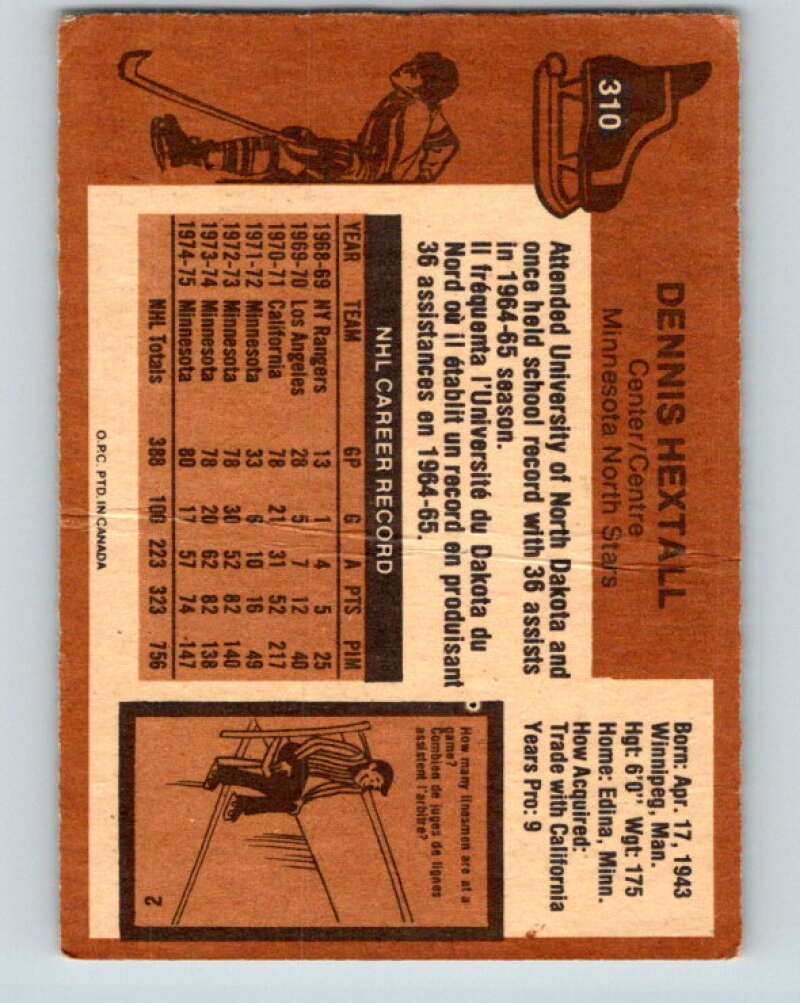 310
DENNIS HEXTALL
Center/Centre
Minnesota North Stars
Attended University of North Dakota and
once held school record with 36 assists
in 1964-65 season.
Il fréquenta l'Université du Dakota du
Nord où il établit un record en produisant
36 assistances en 1964-65.
Born: Apr. 17, 1943
Winnipeg, Man.
Hgt: 6'0" Wgt: 175
Home: Edina, Minn.
How Acquired:
Trade with California
Years Pro: 9
NHL CAREER RECORD
YEAR TEAM GP G A PTS PIM
1968-69 NY Rangers 13 1 4 5 25
1969-70 Los Angeles 28 5 7 12 40
1970-71 California 78 21 31 52 217
1971-72 Minnesota 33 6 10 16 49
1972-73 Minnesota 78 30 52 82 140
1973-74 Minnesota 78 20 62 82 138
1974-75 Minnesota 80 17 57 74 147
NHL Totals 388 100 223 323 756
How many linesmen are at a
game?
Combien de juges de lignes
assistent l'arbitre?
2
O.P.C. PTD. IN CANADA